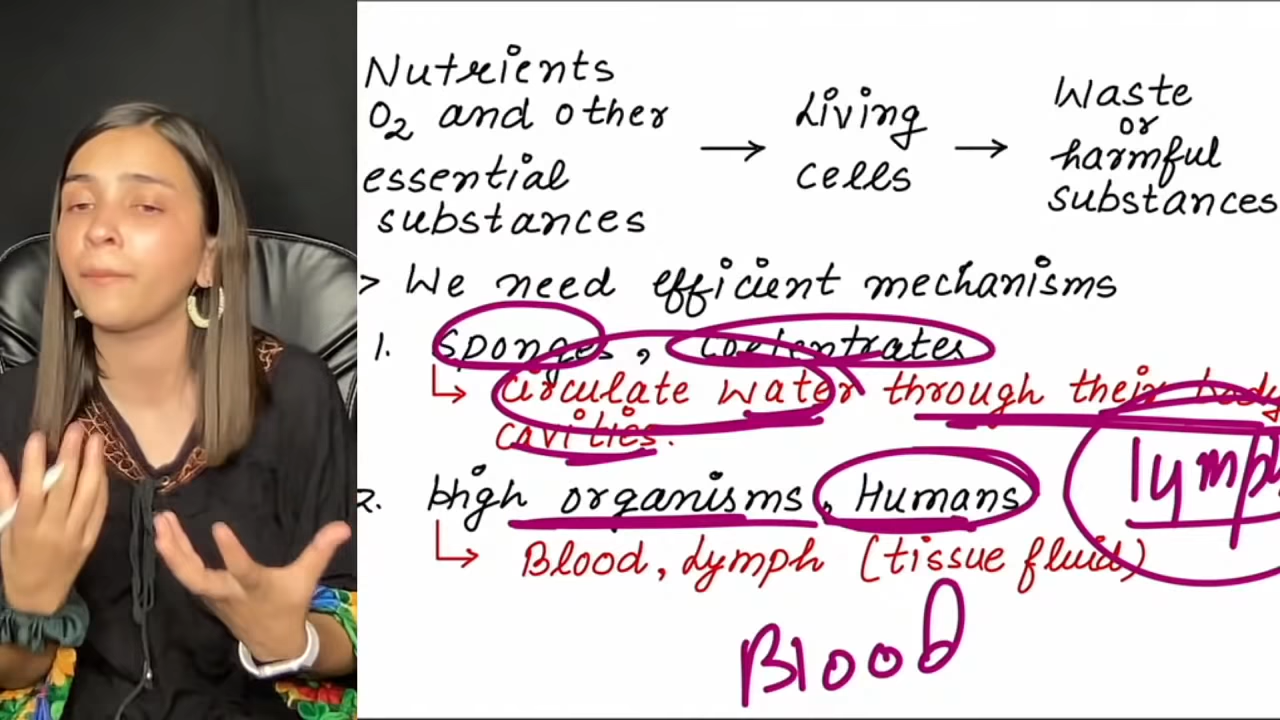 Nutrients
O2 and other
essential
substances
→ Living
cells
→ Waste
or
harmful
substances
> We need efficient mechanisms
1. Sponges, Coelentrates
↳ Circulate water through their body
cavities.
2. High organisms, Humans
↳ Blood, Lymph (tissue fluid)
lymph
Blood